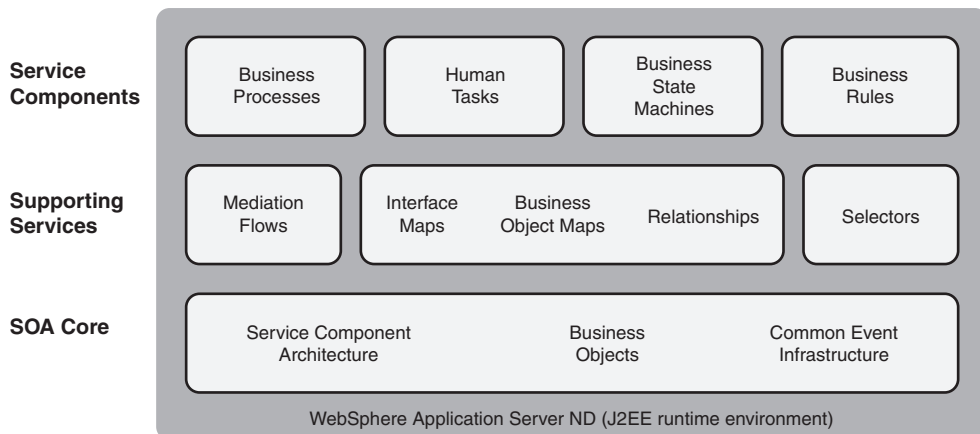 Service
Components
Business
Processes
Human
Tasks
Business
State
Machines
Business
Rules
Supporting
Services
Mediation
Flows
Interface
Maps
Business
Object Maps
Relationships
Selectors
SOA Core
Service Component
Architecture
Business
Objects
Common Event
Infrastructure
WebSphere Application Server ND (J2EE runtime environment)